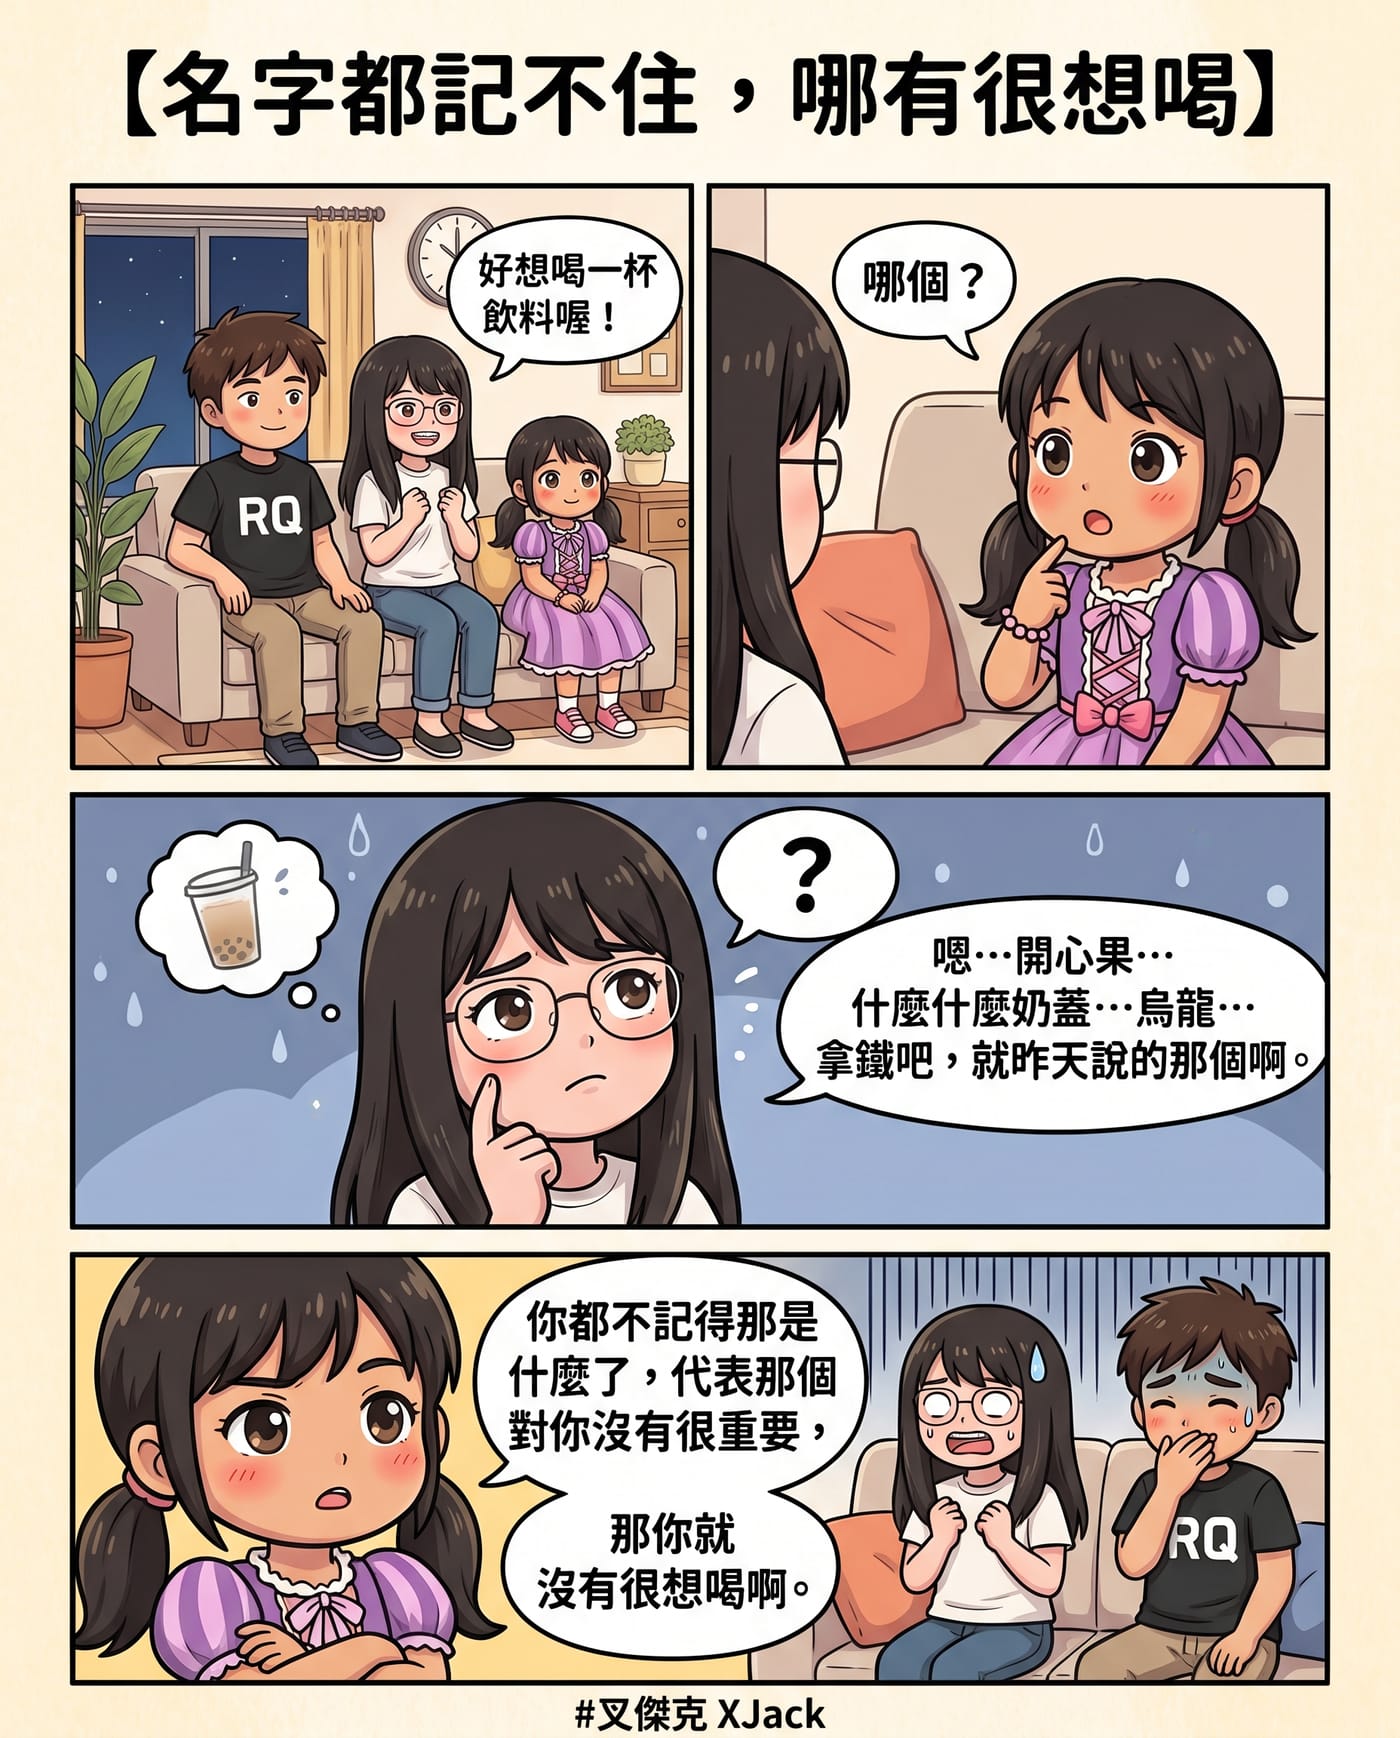 【名字都記不住，哪有很想喝】
好想喝一杯
飲料喔！
RQ
哪個？
？
嗯…開心果…
什麼什麼奶蓋…烏龍…
拿鐵吧，就昨天說的那個啊。
你都不記得那是
什麼了，代表那個
對你沒有很重要，
那你就
沒有很想喝啊。
RQ
#叉傑克 XJack